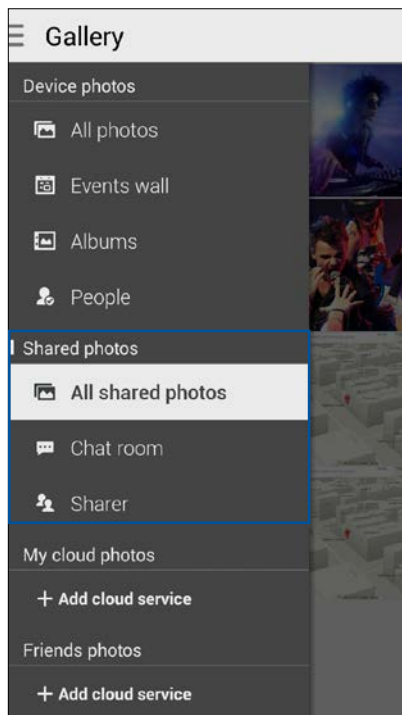 Gallery
Device photos
All photos
Events wall
Albums
People
Shared photos
All shared photos
Chat room
Sharer
My cloud photos
+ Add cloud service
Friends photos
+ Add cloud service